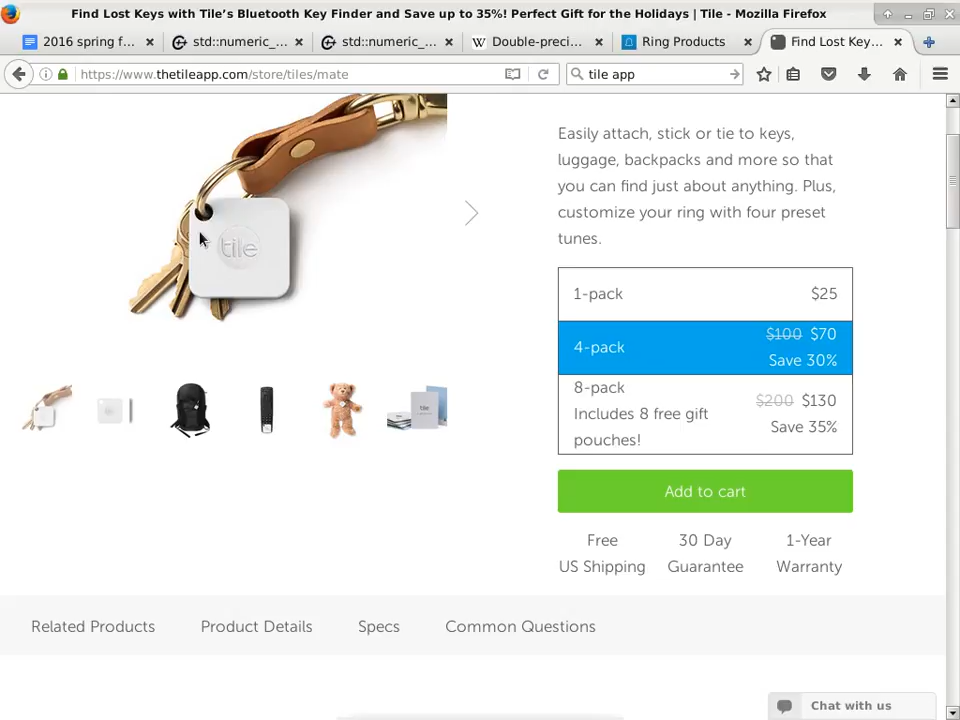 Find Lost Keys with Tile’s Bluetooth Key Finder and Save up to 35%! Perfect Gift for the Holidays | Tile - Mozilla Firefox
2016 spring f...
std::numeric_...
std::numeric_...
Double-preci...
Ring Products
Find Lost Key...
https://www.thetileapp.com/store/tiles/mate
tile app
Easily attach, stick or tie to keys,
luggage, backpacks and more so that
you can find just about anything. Plus,
customize your ring with four preset
tunes.
tile
1-pack $25
4-pack $100 $70
Save 30%
8-pack
Includes 8 free gift
pouches!
$200 $130
Save 35%
Add to cart
Free
US Shipping
30 Day
Guarantee
1-Year
Warranty
Related Products Product Details Specs Common Questions
Chat with us